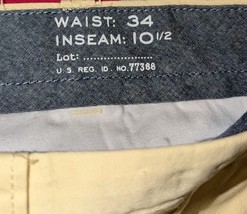 WAIST: 34
INSEAM: 10 1/2
Lot: ......................
U S REG. ID. NO. 77388